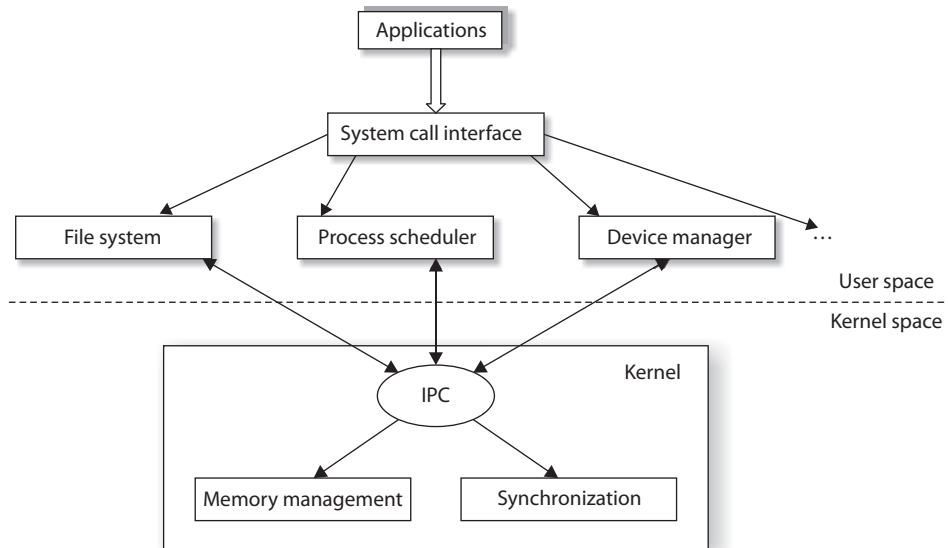 Applications
System call interface
File system
Process scheduler
Device manager
...
User space
Kernel space
Kernel
IPC
Memory management
Synchronization